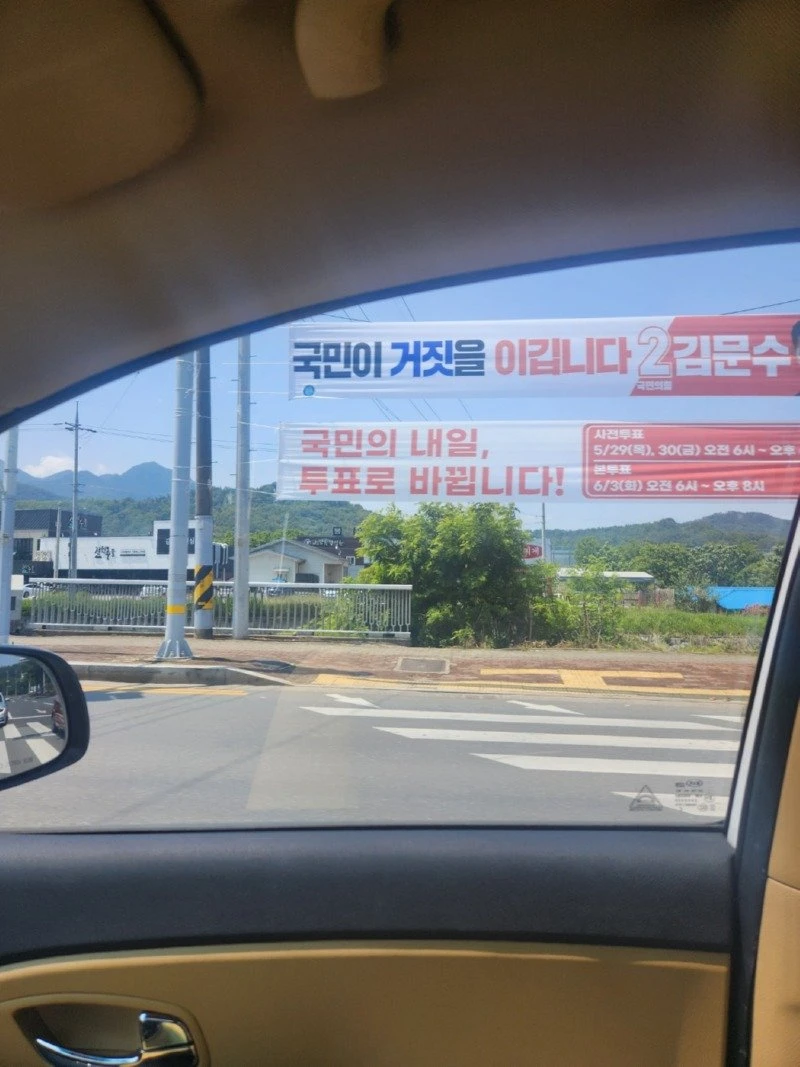 국민이 거짓을 이깁니다 2 김문수
국민의힘
국민의 내일,
투표로 바뀝니다!
사전투표
5/29(목), 30(금) 오전 6시 ~ 오후
본투표
6/3(화) 오전 6시 ~ 오후 8시